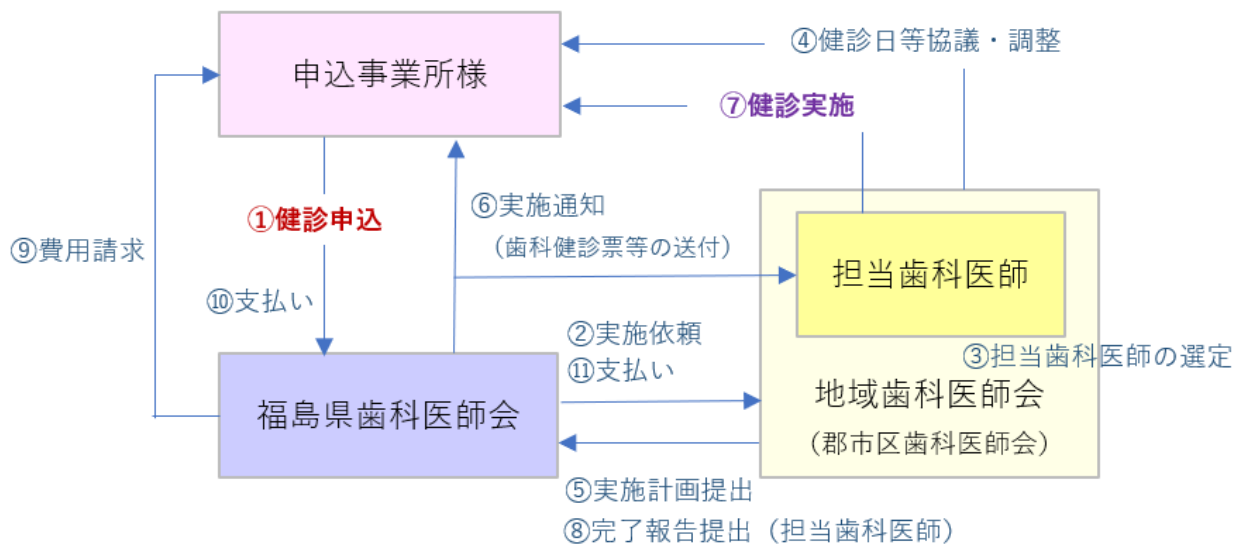 ④健診日等協議・調整
申込事業所様
⑦健診実施
①健診申込
⑥実施通知
（歯科健診票等の送付）
⑨費用請求
担当歯科医師
⑩支払い
②実施依頼
⑪支払い
③担当歯科医師の選定
福島県歯科医師会
地域歯科医師会
（郡市区歯科医師会）
⑤実施計画提出
⑧完了報告提出（担当歯科医師）